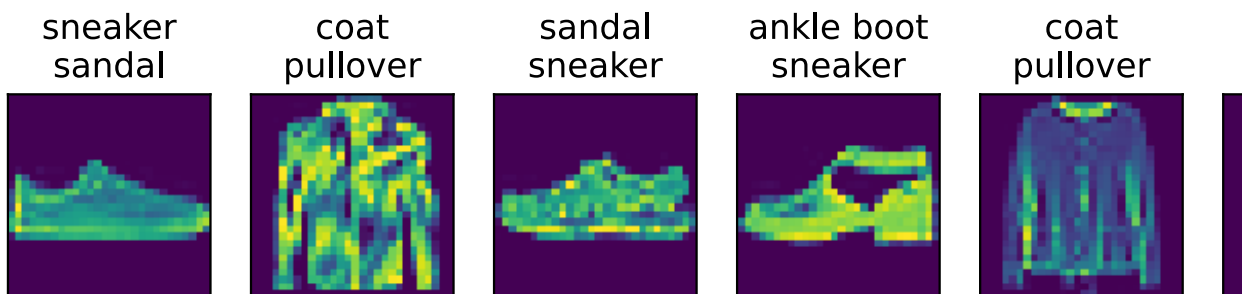 sneaker
sandal
coat
pullover
sandal
sneaker
ankle boot
sneaker
coat
pullover